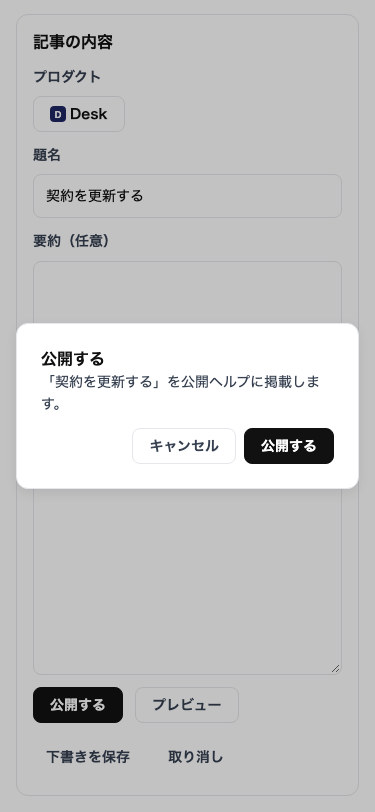 記事の内容
プロダクト
D Desk
題名
契約を更新する
要約（任意）
公開する
「契約を更新する」を公開ヘルプに掲載しま
す。
キャンセル
公開する
公開する
プレビュー
下書きを保存
取り消し